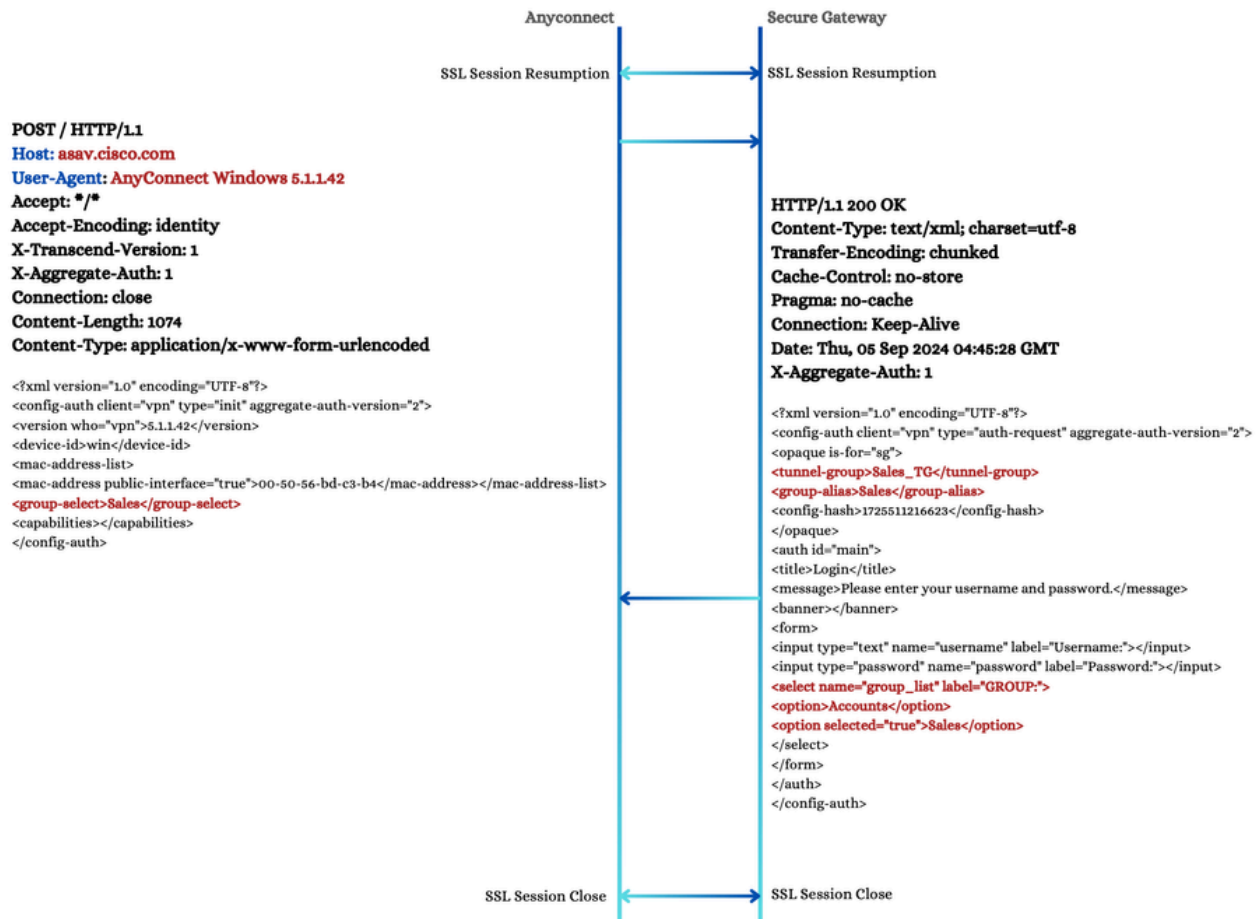 Anyconnect
Secure Gateway
SSL Session Resumption
SSL Session Resumption
POST / HTTP/1.1
Host: asav.cisco.com
User-Agent: AnyConnect Windows 5.1.1.42
Accept: */*
Accept-Encoding: identity
X-Transcend-Version: 1
X-Aggregate-Auth: 1
Connection: close
Content-Length: 1074
Content-Type: application/x-www-form-urlencoded
<?xml version="1.0" encoding="UTF-8"?>
<config-auth client="vpn" type="init" aggregate-auth-version="2">
<version who="vpn">5.1.1.42</version>
<device-id>win</device-id>
<mac-address-list>
<mac-address public-interface="true">00-50-56-bd-c3-b4</mac-address></mac-address-list>
<group-select>Sales</group-select>
<capabilities></capabilities>
</config-auth>
HTTP/1.1 200 OK
Content-Type: text/xml; charset=utf-8
Transfer-Encoding: chunked
Cache-Control: no-store
Pragma: no-cache
Connection: Keep-Alive
Date: Thu, 05 Sep 2024 04:45:28 GMT
X-Aggregate-Auth: 1
<?xml version="1.0" encoding="UTF-8"?>
<config-auth client="vpn" type="auth-request" aggregate-auth-version="2">
<opaque is-for="sg">
<tunnel-group>Sales_TG</tunnel-group>
<group-alias>Sales</group-alias>
<config-hash>1725511216623</config-hash>
</opaque>
<auth id="main">
<title>Login</title>
<message>Please enter your username and password.</message>
<banner></banner>
<form>
<input type="text" name="username" label="Username:"></input>
<input type="password" name="password" label="Password:"></input>
<select name="group_list" label="GROUP:">
<option>Accounts</option>
<option selected="true">Sales</option>
</select>
</form>
</auth>
</config-auth>
SSL Session Close
SSL Session Close